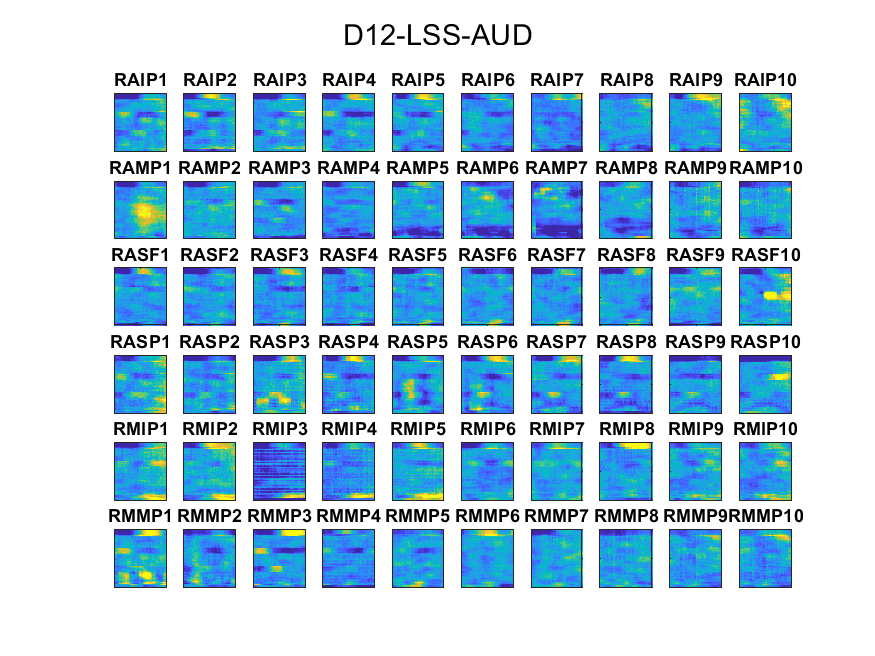 D12-LSS-AUD
RAIP1 RAIP2 RAIP3 RAIP4 RAIP5 RAIP6 RAIP7 RAIP8 RAIP9 RAIP10
RAMP1 RAMP2 RAMP3 RAMP4 RAMP5 RAMP6 RAMP7 RAMP8 RAMP9 RAMP10
RASF1 RASF2 RASF3 RASF4 RASF5 RASF6 RASF7 RASF8 RASF9 RASF10
RASP1 RASP2 RASP3 RASP4 RASP5 RASP6 RASP7 RASP8 RASP9 RASP10
RMIP1 RMIP2 RMIP3 RMIP4 RMIP5 RMIP6 RMIP7 RMIP8 RMIP9 RMIP10
RMMP1 RMMP2 RMMP3 RMMP4 RMMP5 RMMP6 RMMP7 RMMP8 RMMP9 RMMP10